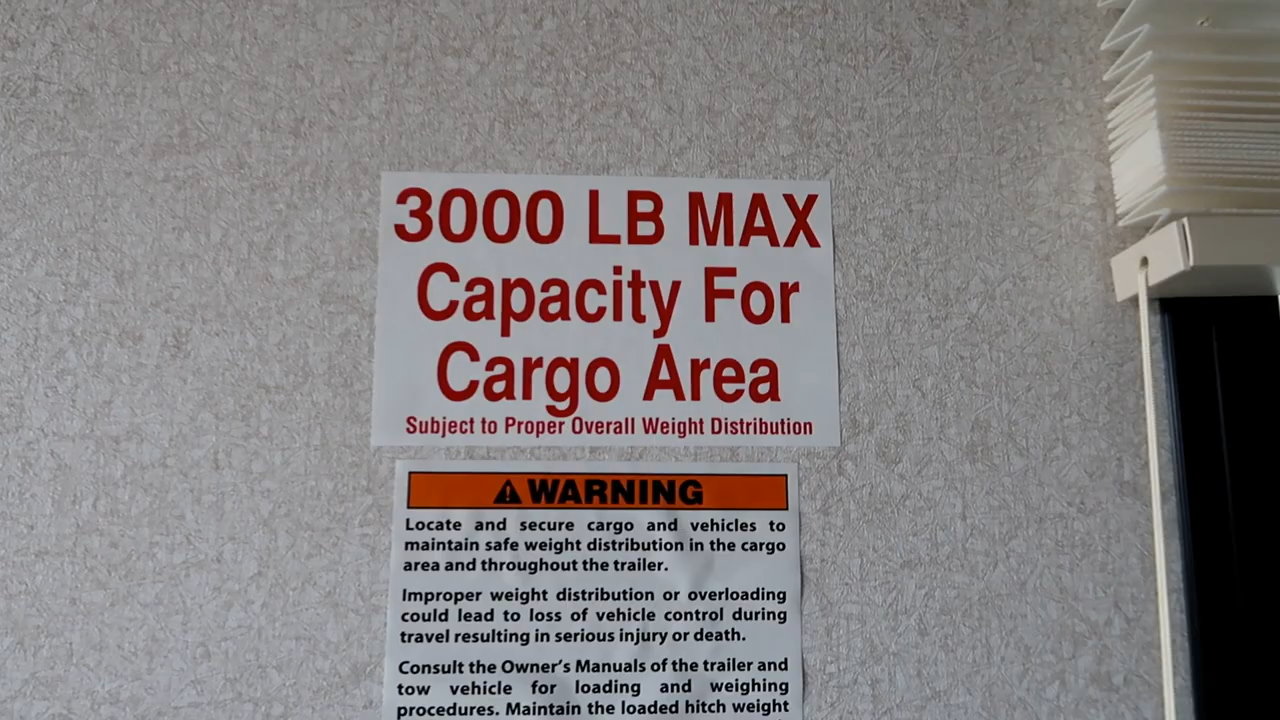 3000 LB MAX
Capacity For
Cargo Area
Subject to Proper Overall Weight Distribution
WARNING
Locate and secure cargo and vehicles to
maintain safe weight distribution in the cargo
area and throughout the trailer.
Improper weight distribution or overloading
could lead to loss of vehicle control during
travel resulting in serious injury or death.
Consult the Owner's Manuals of the trailer and
tow vehicle for loading and weighing
procedures. Maintain the loaded hitch weight